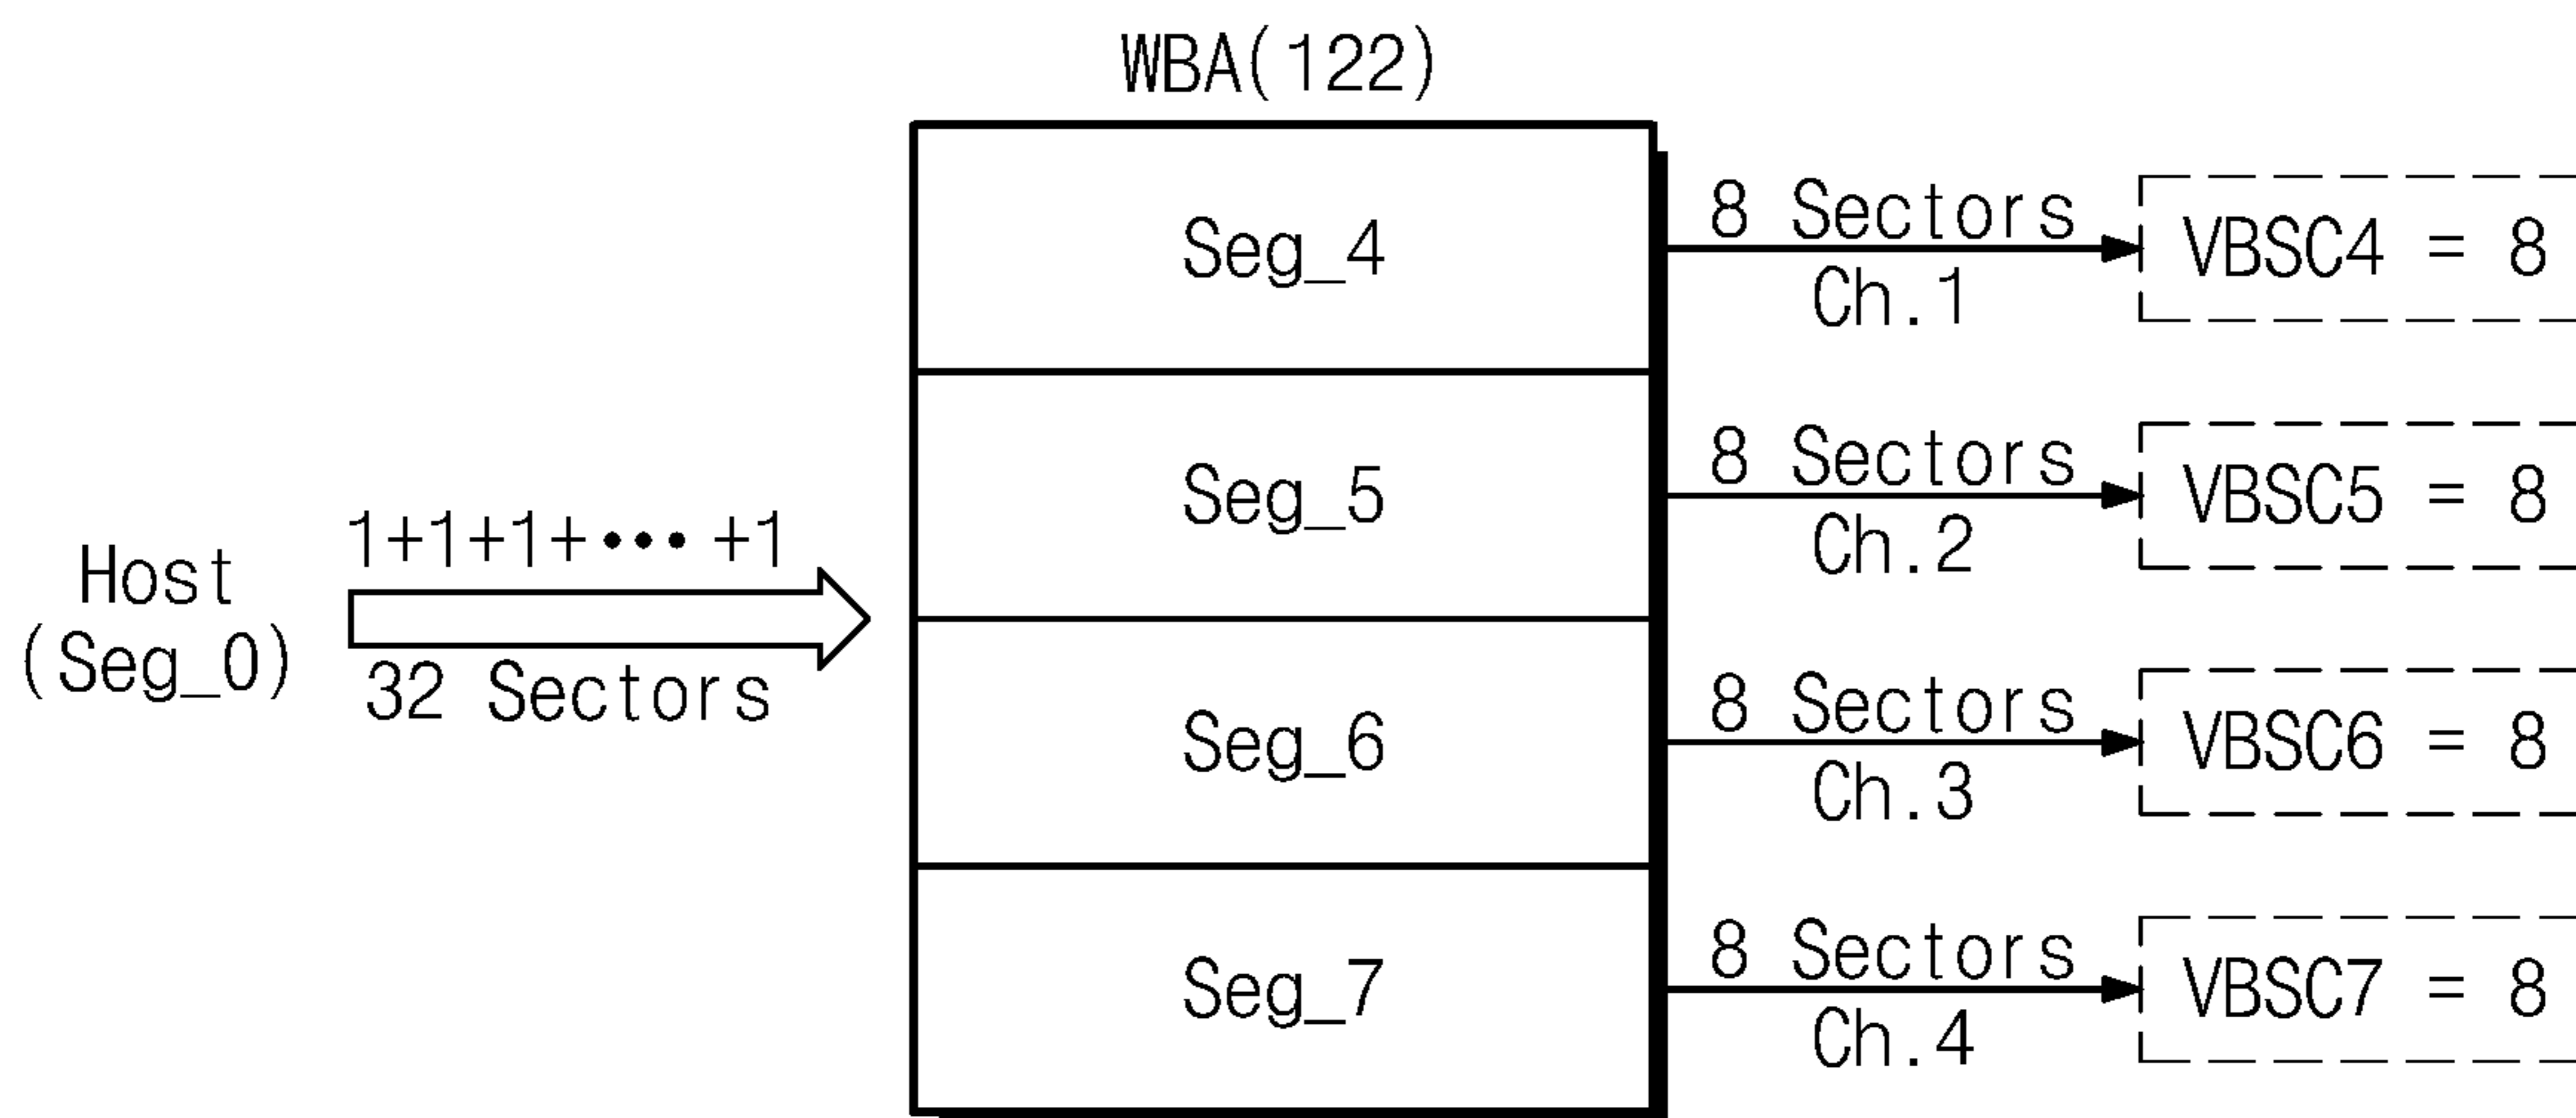 WBA(122)
Seg_4
8 Sectors
Ch.1
VBSC4 = 8
Seg_5
8 Sectors
Ch.2
VBSC5 = 8
Host
(Seg_0)
1+1+1+••• +1
32 Sectors
Seg_6
8 Sectors
Ch.3
VBSC6 = 8
Seg_7
8 Sectors
Ch.4
VBSC7 = 8